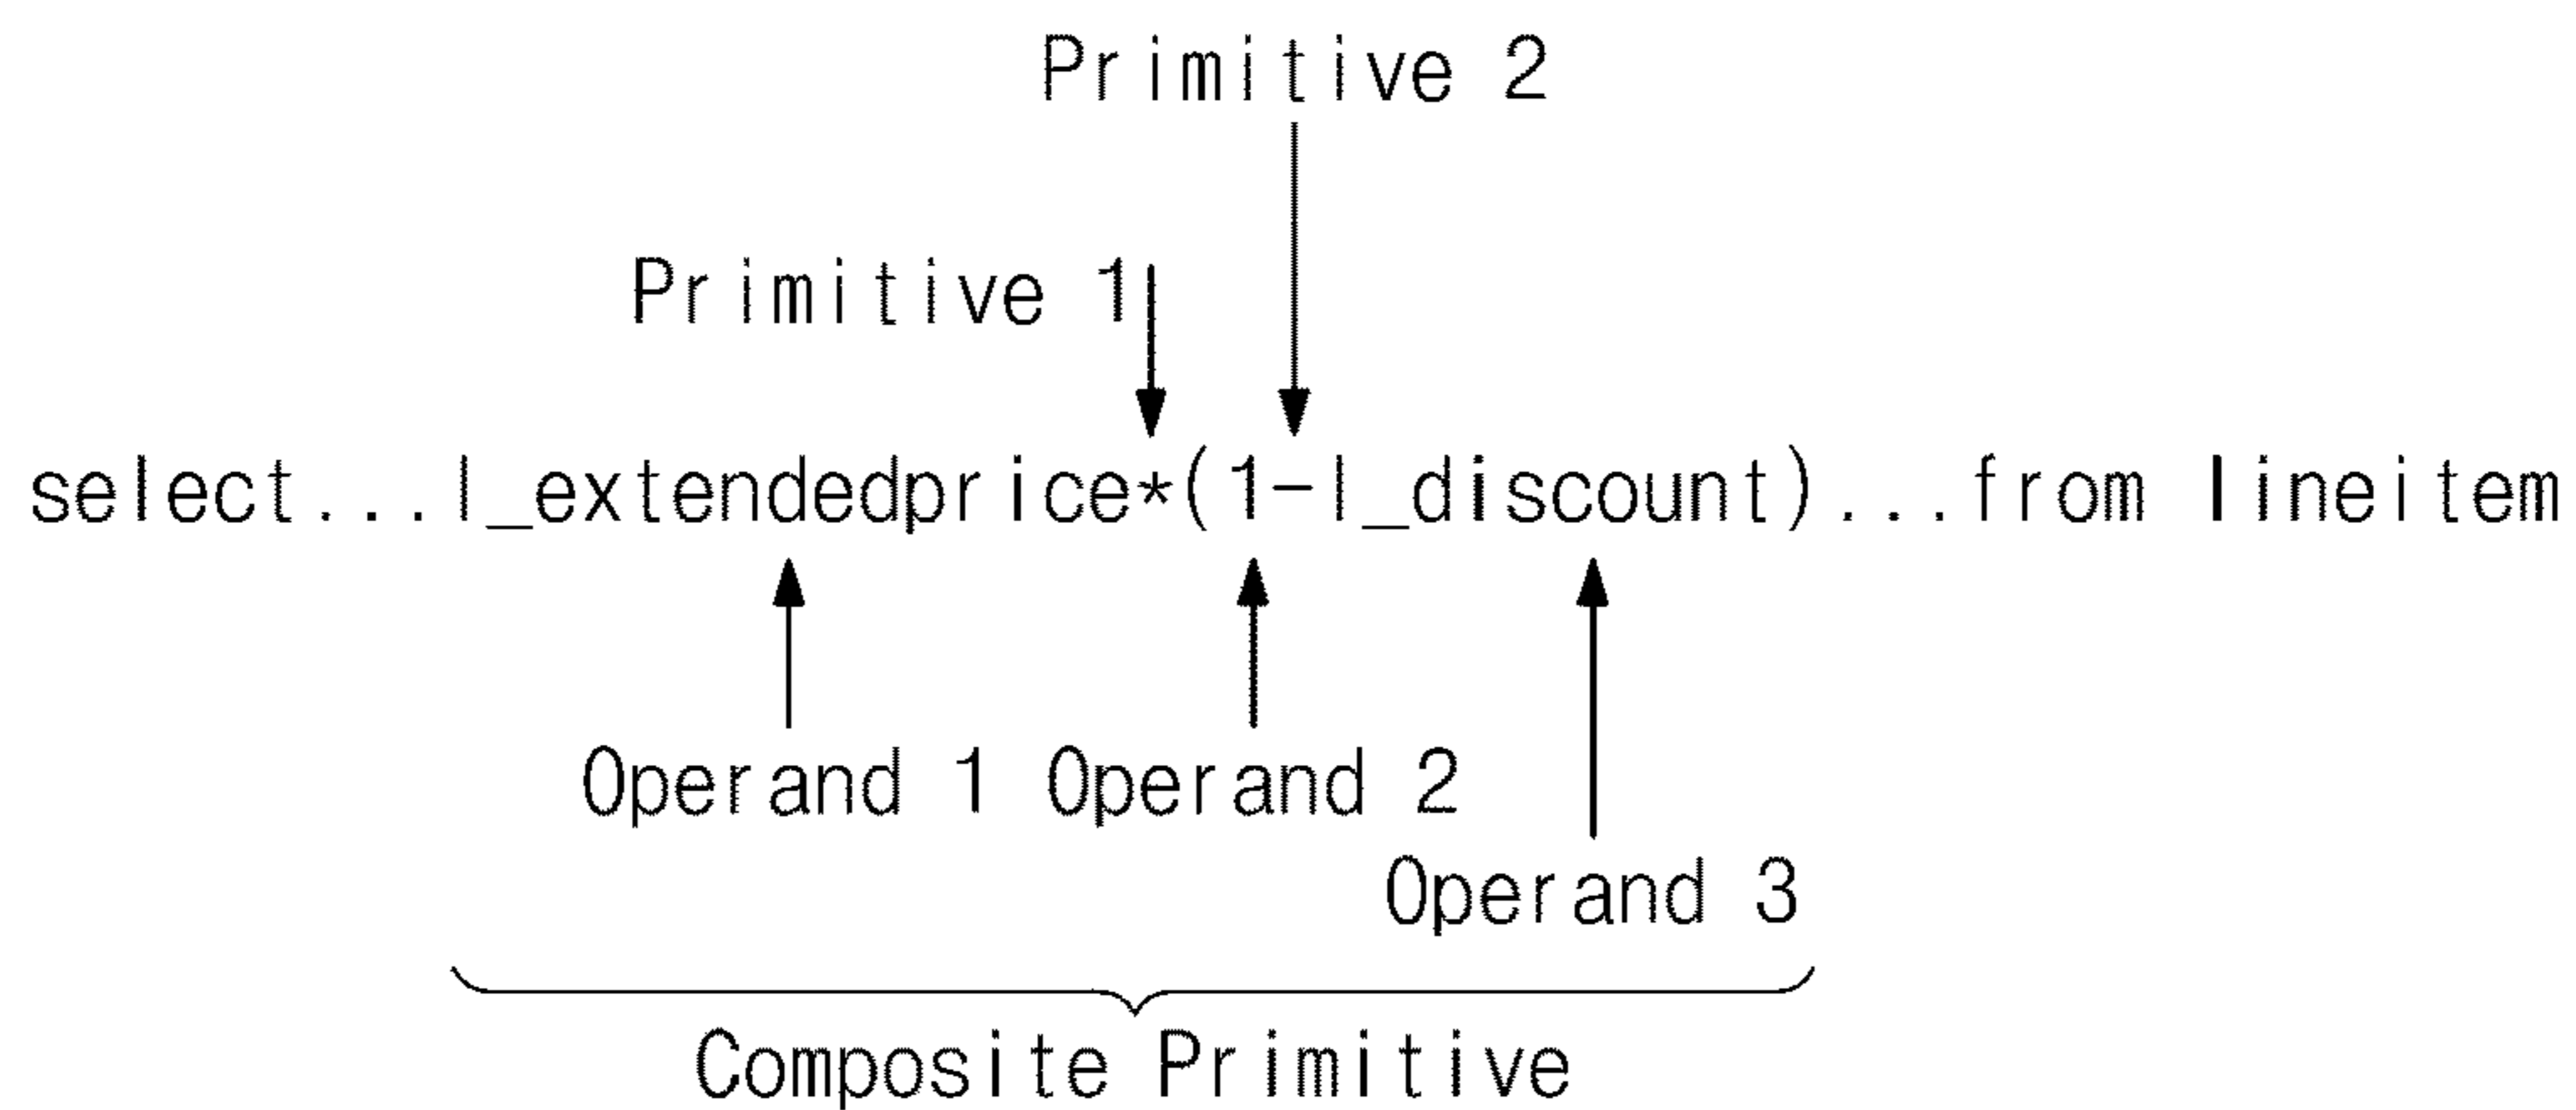 Primitive 2
Primitive 1
select...l_extendedprice*(1-l_discount)...from lineitem
Operand 1 Operand 2
Operand 3
Composite Primitive